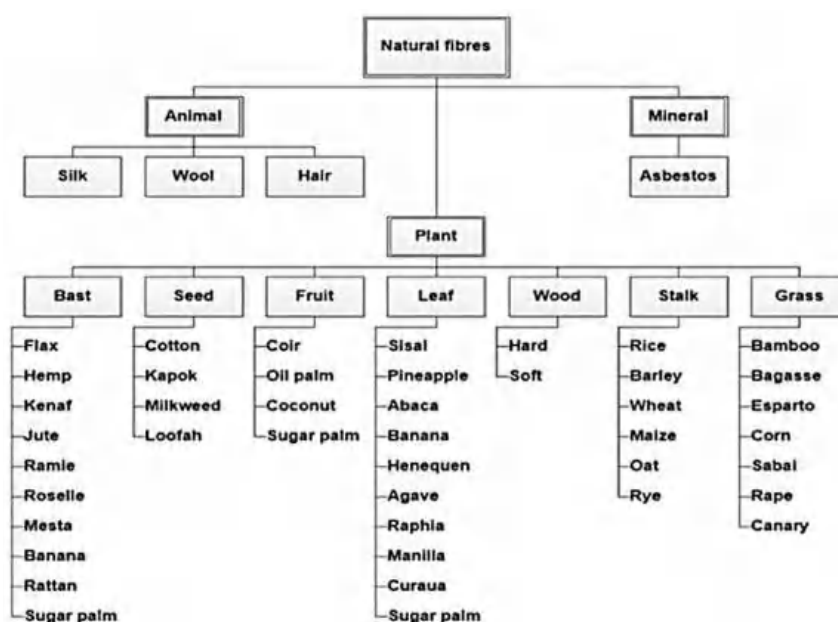 Natural fibres
Animal
Mineral
Silk
Wool
Hair
Asbestos
Plant
Bast
Seed
Fruit
Leaf
Wood
Stalk
Grass
Flax
Hemp
Kenaf
Jute
Ramie
Roselle
Mesta
Banana
Rattan
Sugar palm
Cotton
Kapok
Milkweed
Loofah
Coir
Oil palm
Coconut
Sugar palm
Sisal
Pineapple
Abaca
Banana
Henequen
Agave
Raphia
Manilla
Curaua
Sugar palm
Hard
Soft
Rice
Barley
Wheat
Maize
Oat
Rye
Bamboo
Bagasse
Esparto
Corn
Sabai
Rape
Canary